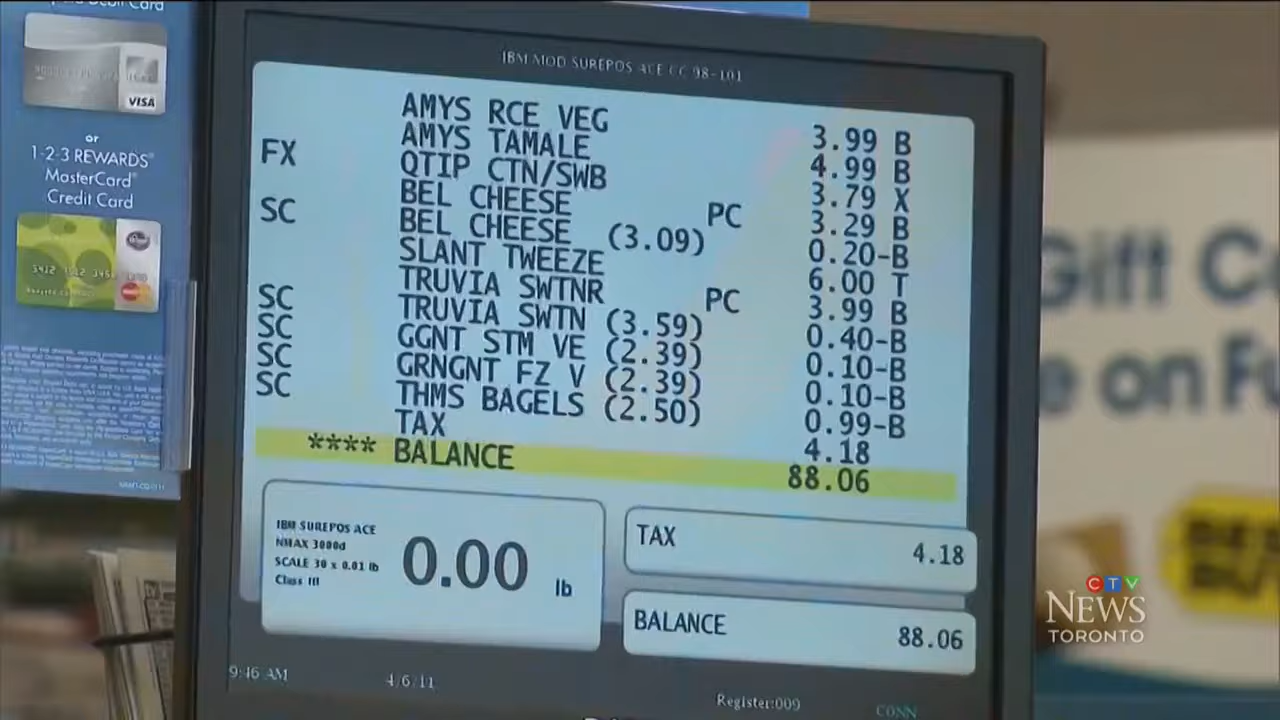 Debit Card
VISA
or
1-2-3 REWARDS
MasterCard
Credit Card
IBM MOD SUREPOS ACE CC 98-101
AMYS RCE VEG 3.99 B
AMYS TAMALE 4.99 B
FX QTIP CTN/SWB 3.79 X
BEL CHEESE PC 3.29 B
SC BEL CHEESE (3.09) 0.20-B
SLANT TWEEZE 6.00 T
TRUVIA SWTNR PC 3.99 B
SC TRUVIA SWTN (3.59) 0.40-B
SC GGNT STM VE (2.39) 0.10-B
SC GRNGNT FZ V (2.39) 0.10-B
SC THMS BAGELS (2.50) 0.99-B
TAX 4.18
**** BALANCE 88.06
IBM SUREPOS ACE
NMAX 3000d
SCALE 30 x 0.01 lb
Class III
0.00 lb
TAX 4.18
BALANCE 88.06
9:46 AM 4/6/11 Register:009 CONN
Gift
on
CTV
NEWS
TORONTO